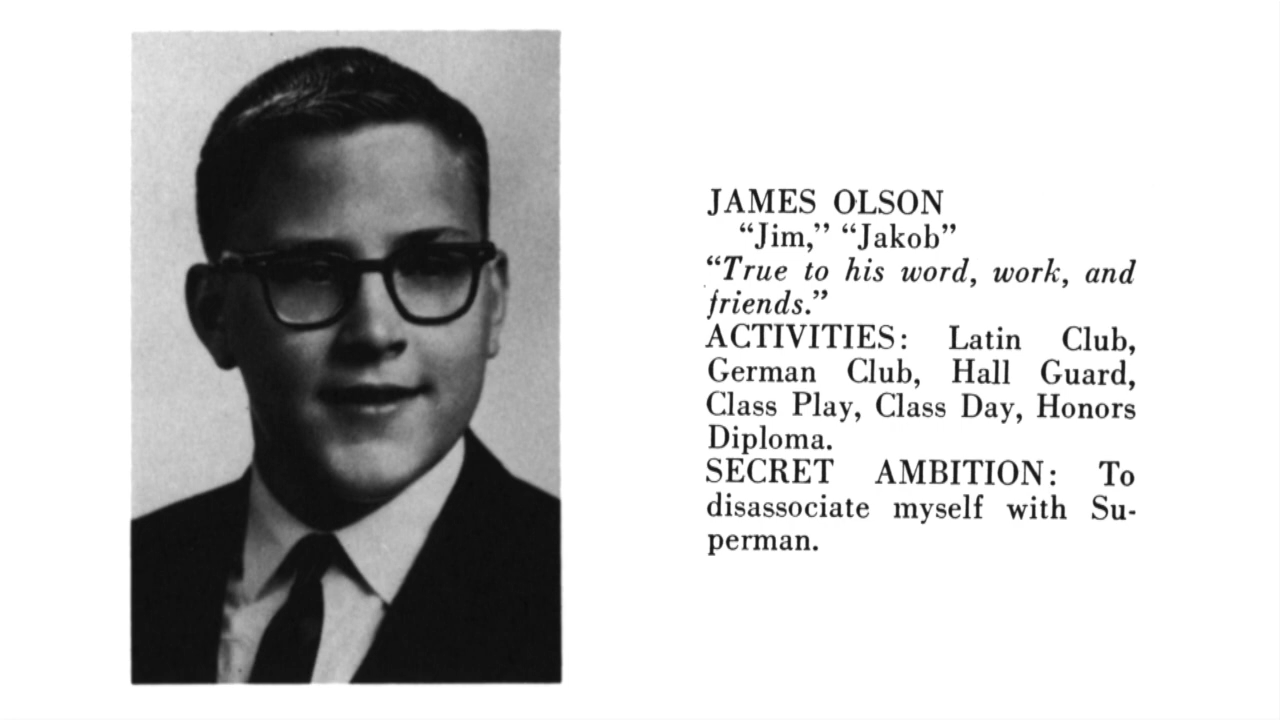 JAMES OLSON
“Jim,” “Jakob”
“True to his word, work, and
friends.”
ACTIVITIES: Latin Club,
German Club, Hall Guard,
Class Play, Class Day, Honors
Diploma.
SECRET AMBITION: To
disassociate myself with Su-
perman.